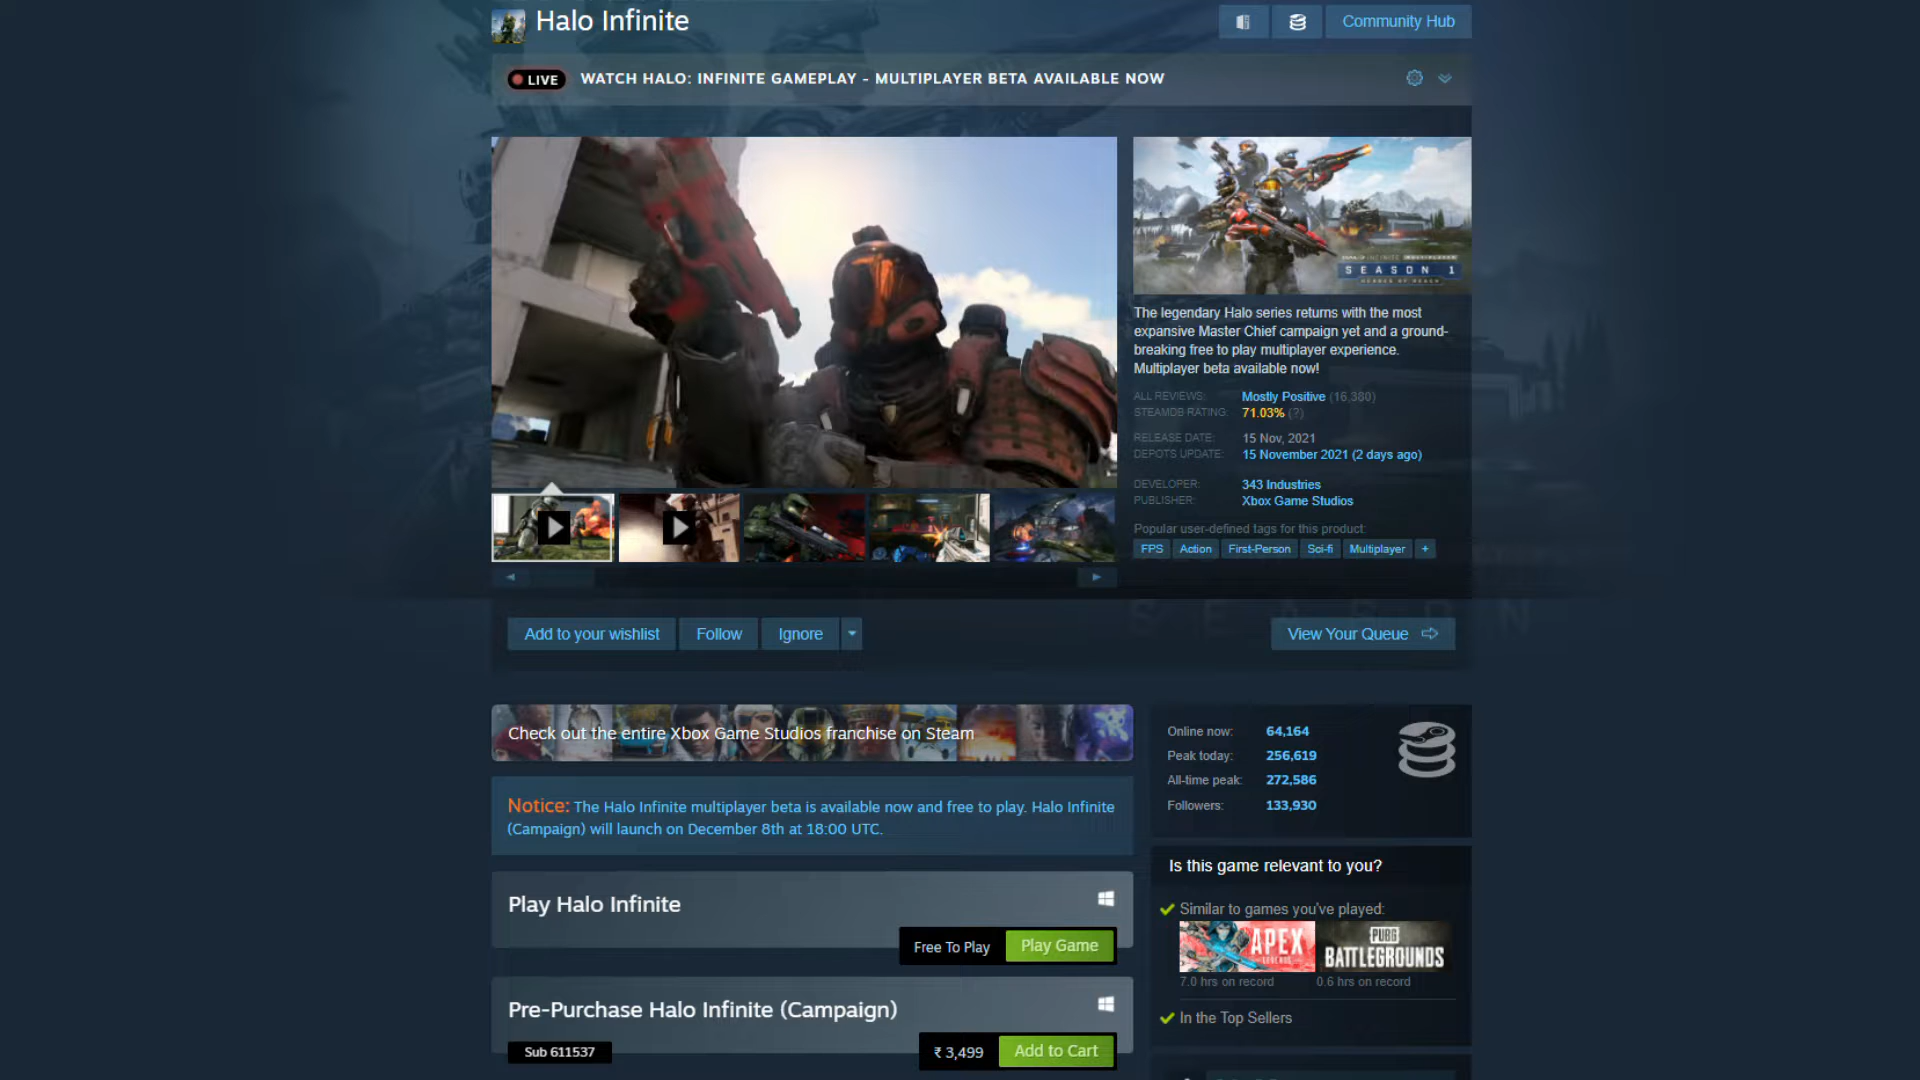 Halo Infinite
Community Hub
LIVE
WATCH HALO: INFINITE GAMEPLAY - MULTIPLAYER BETA AVAILABLE NOW
HALO INFINITE MULTIPLAYER
SEASON 1
HEROES OF REACH
The legendary Halo series returns with the most
expansive Master Chief campaign yet and a ground-
breaking free to play multiplayer experience.
Multiplayer beta available now!
ALL REVIEWS: Mostly Positive (16,380)
STEAMDB RATING: 71.03% (?)
RELEASE DATE: 15 Nov, 2021
DEPOTS UPDATE: 15 November 2021 (2 days ago)
DEVELOPER: 343 Industries
PUBLISHER: Xbox Game Studios
Popular user-defined tags for this product:
FPS Action First-Person Sci-fi Multiplayer +
Add to your wishlist Follow Ignore
View Your Queue
Check out the entire Xbox Game Studios franchise on Steam
Notice: The Halo Infinite multiplayer beta is available now and free to play. Halo Infinite
(Campaign) will launch on December 8th at 18:00 UTC.
Play Halo Infinite
Free To Play Play Game
Pre-Purchase Halo Infinite (Campaign)
Sub 611537
₹ 3,499 Add to Cart
Online now: 64,164
Peak today: 256,619
All-time peak: 272,586
Followers: 133,930
Is this game relevant to you?
Similar to games you've played:
APEX
LEGENDS
PUBG
BATTLEGROUNDS
7.0 hrs on record 0.6 hrs on record
In the Top Sellers